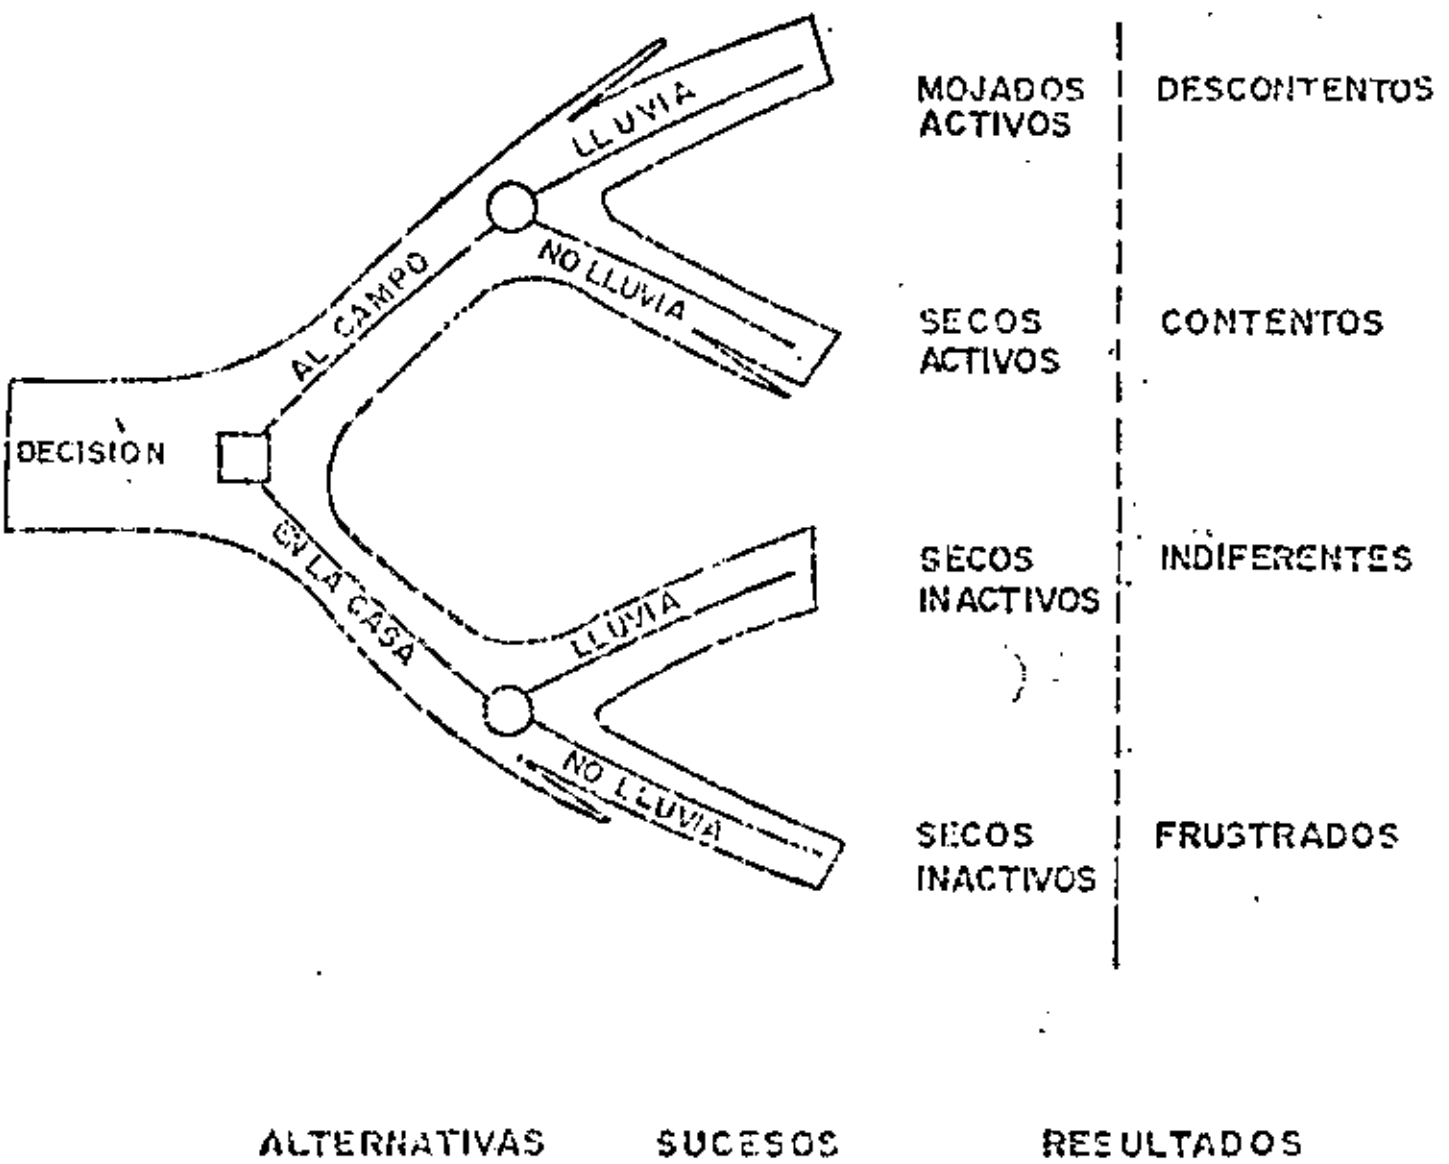 MOJADOS ACTIVOS
DESCONTENTOS
LLUVIA
AL CAMPO
NO LLUVIA
SECOS ACTIVOS
CONTENTOS
DECISIÓN
EN LA CASA
LLUVIA
SECOS INACTIVOS
INDIFERENTES
NO LLUVIA
SECOS INACTIVOS
FRUSTRADOS
ALTERNATIVAS SUCESOS RESULTADOS